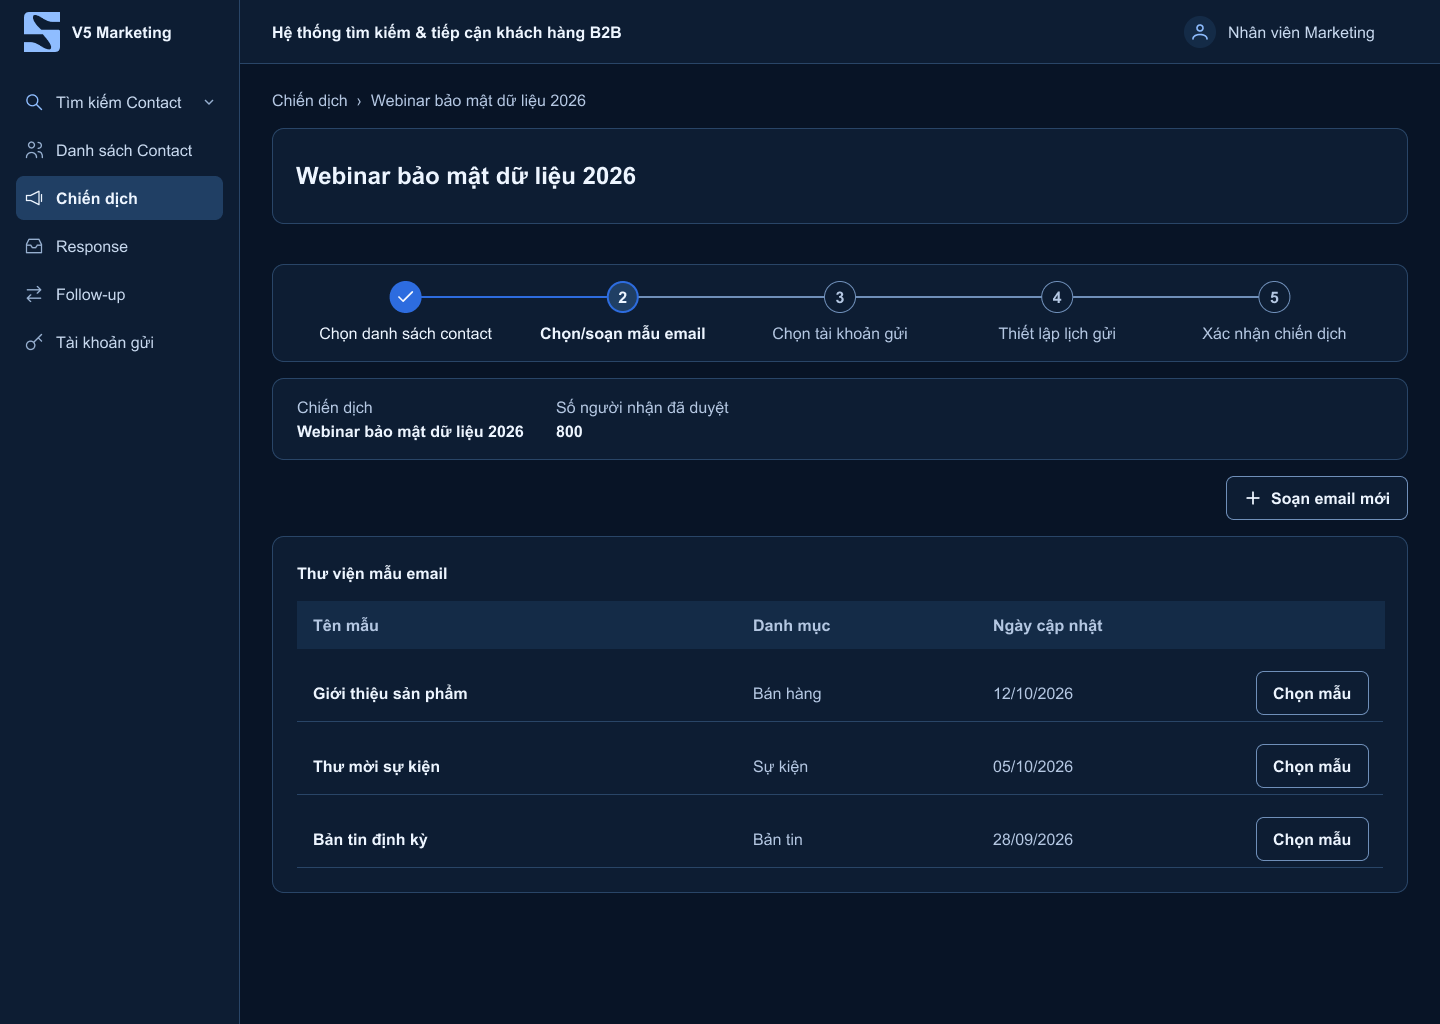 V5 Marketing
Hệ thống tìm kiếm & tiếp cận khách hàng B2B
Nhân viên Marketing
Tìm kiếm Contact
Danh sách Contact
Chiến dịch
Response
Follow-up
Tài khoản gửi
Chiến dịch › Webinar bảo mật dữ liệu 2026
Webinar bảo mật dữ liệu 2026
2 3 4 5
Chọn danh sách contact Chọn/soạn mẫu email Chọn tài khoản gửi Thiết lập lịch gửi Xác nhận chiến dịch
Chiến dịch Số người nhận đã duyệt
Webinar bảo mật dữ liệu 2026 800
+ Soạn email mới
Thư viện mẫu email
Tên mẫu Danh mục Ngày cập nhật
Giới thiệu sản phẩm Bán hàng 12/10/2026 Chọn mẫu
Thư mời sự kiện Sự kiện 05/10/2026 Chọn mẫu
Bản tin định kỳ Bản tin 28/09/2026 Chọn mẫu